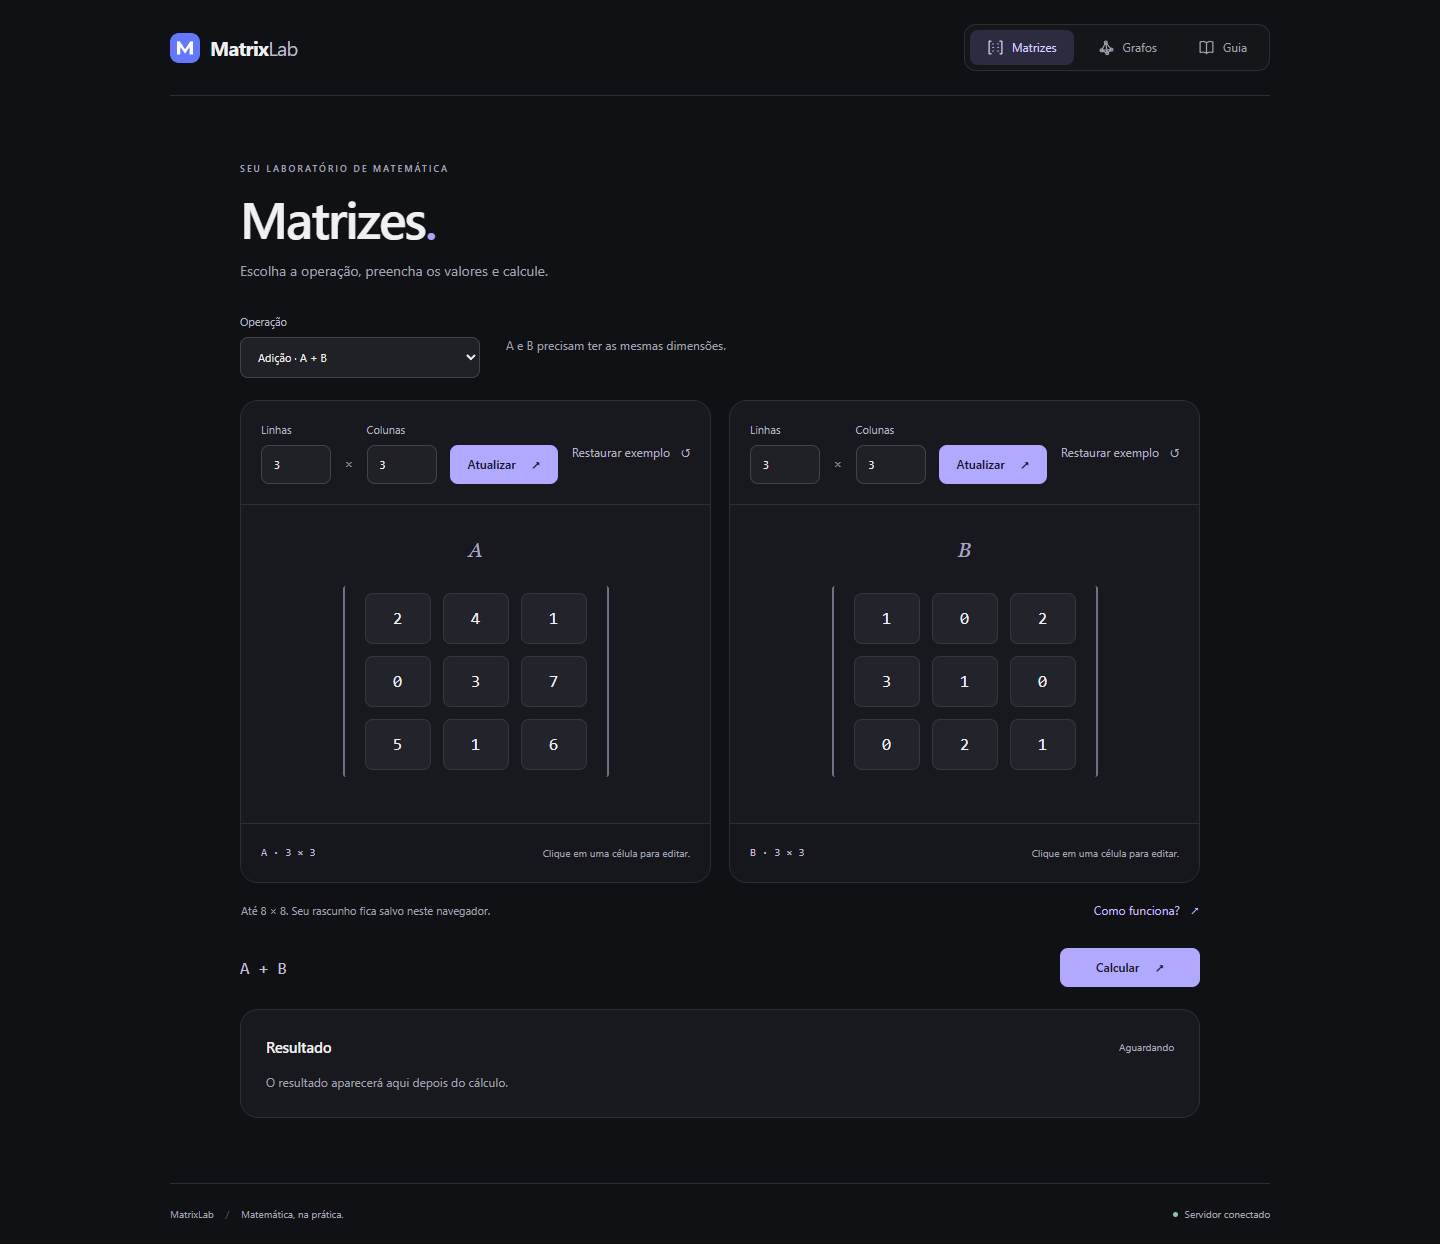 M MatrixLab
Matrizes
Grafos
Guia
SEU LABORATÓRIO DE MATEMÁTICA
Matrizes.
Escolha a operação, preencha os valores e calcule.
Operação
Adição · A + B
A e B precisam ter as mesmas dimensões.
Linhas
Colunas
3 × 3
Atualizar ↗
Restaurar exemplo ↺
A
2 4 1
0 3 7
5 1 6
A · 3 × 3
Clique em uma célula para editar.
Linhas
Colunas
3 × 3
Atualizar ↗
Restaurar exemplo ↺
B
1 0 2
3 1 0
0 2 1
B · 3 × 3
Clique em uma célula para editar.
Até 8 × 8. Seu rascunho fica salvo neste navegador.
Como funciona? ↗
A + B
Calcular ↗
Resultado
Aguardando
O resultado aparecerá aqui depois do cálculo.
MatrixLab / Matemática, na prática.
Servidor conectado